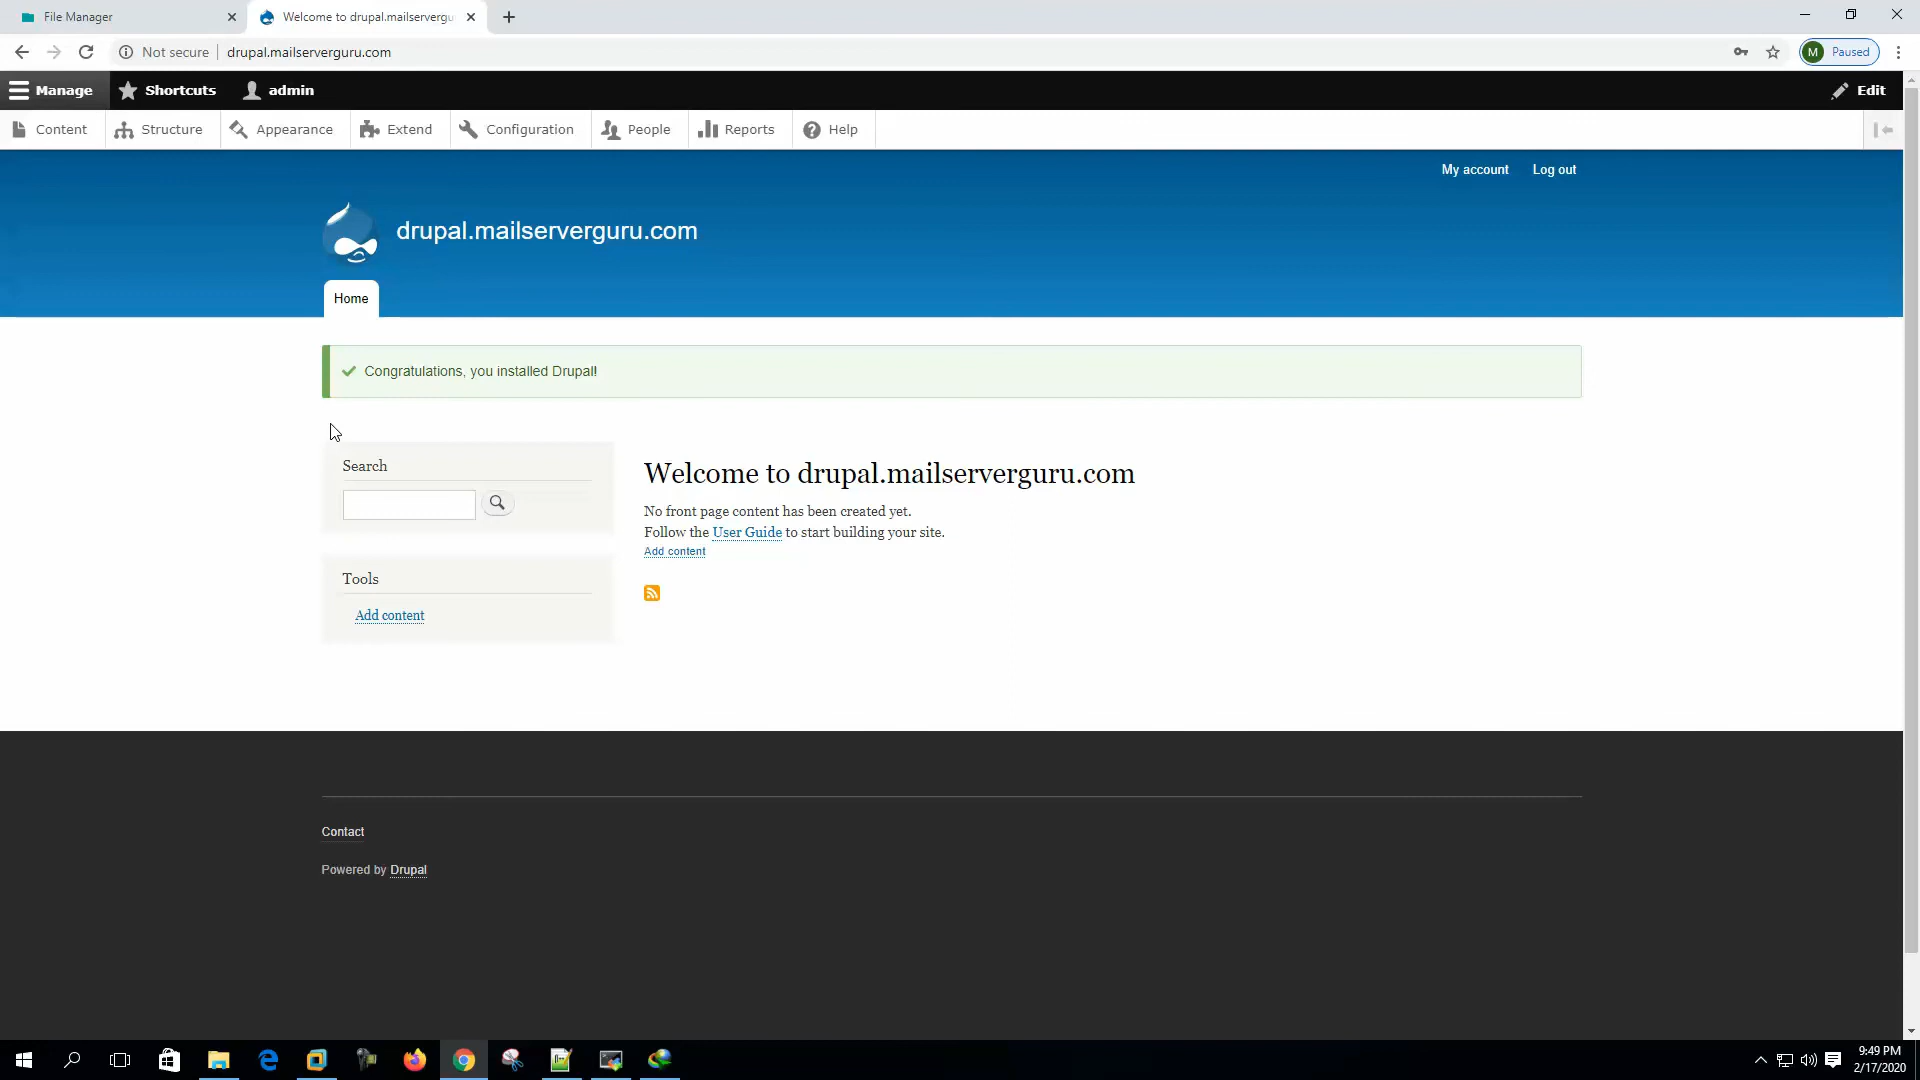 File Manager
Welcome to drupal.mailservergu
Not secure
drupal.mailserverguru.com
M
Paused
Manage
Shortcuts
admin
Edit
Content
Structure
Appearance
Extend
Configuration
People
Reports
Help
My account
Log out
drupal.mailserverguru.com
Home
Congratulations, you installed Drupal!
Search
Welcome to drupal.mailserverguru.com
No front page content has been created yet.
Follow the User Guide to start building your site.
Add content
Tools
Add content
Contact
Powered by Drupal
9:49 PM
2/17/2020